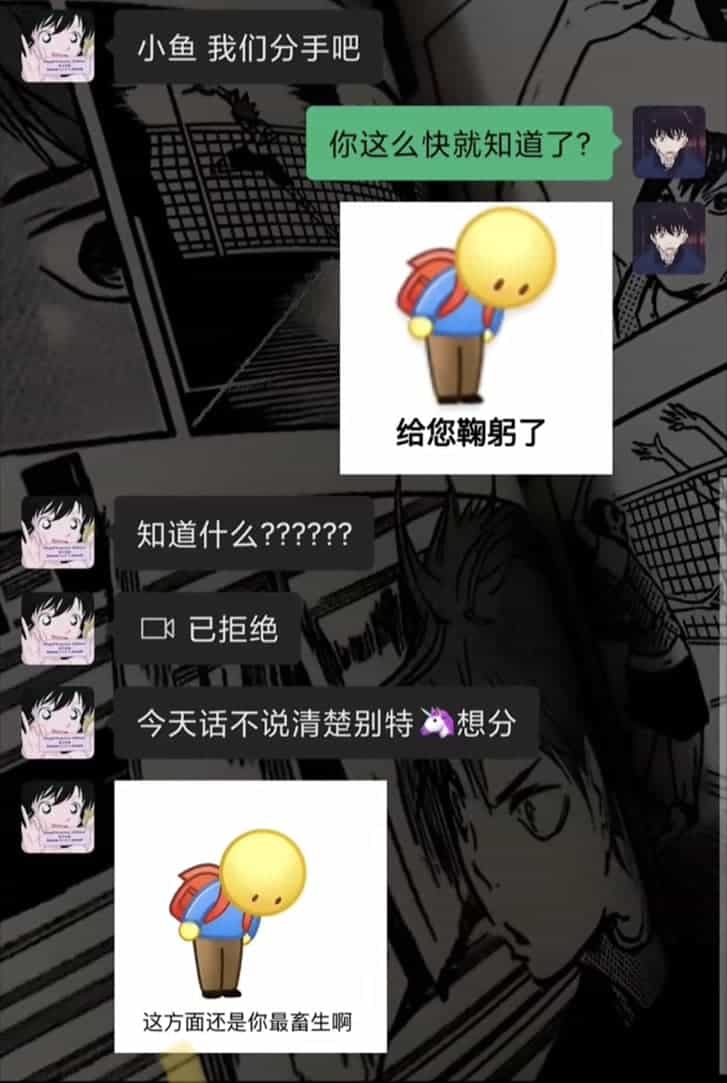 小鱼 我们分手吧
你这么快就知道了?
给您鞠躬了
知道什么??????
已拒绝
今天话不说清楚别特🦄想分
这方面还是你最畜生啊